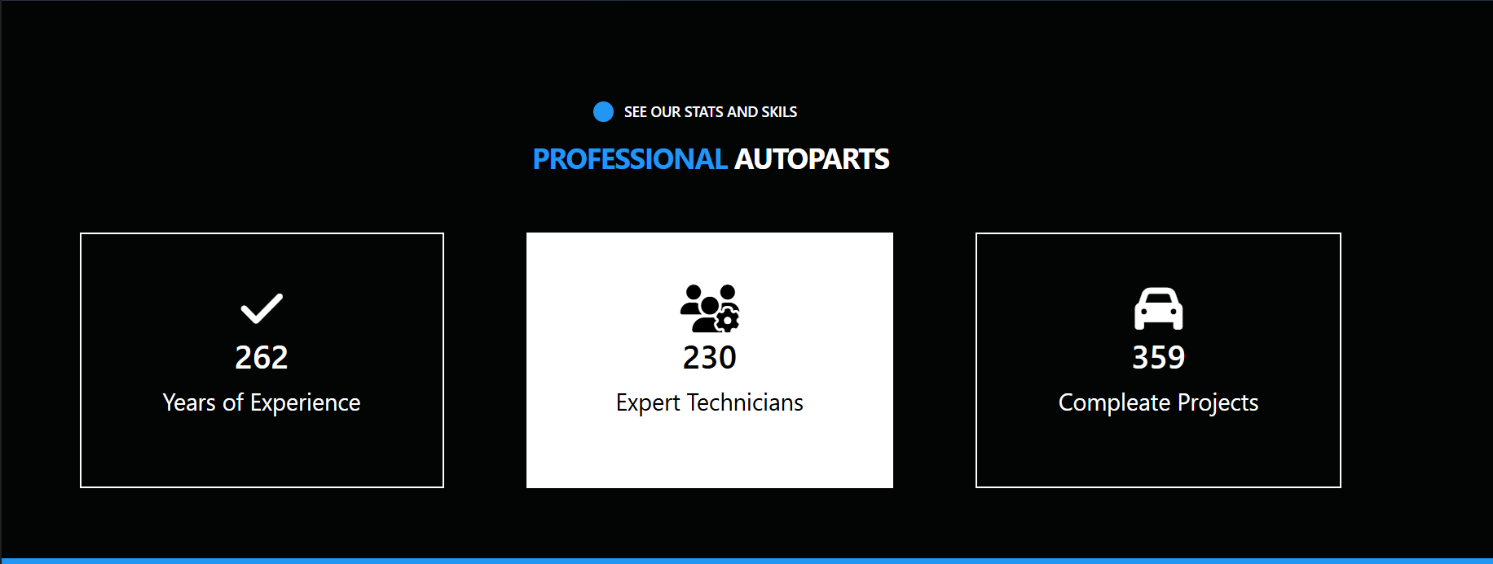 SEE OUR STATS AND SKILS
PROFESSIONAL AUTOPARTS
262
Years of Experience
230
Expert Technicians
359
Compleate Projects